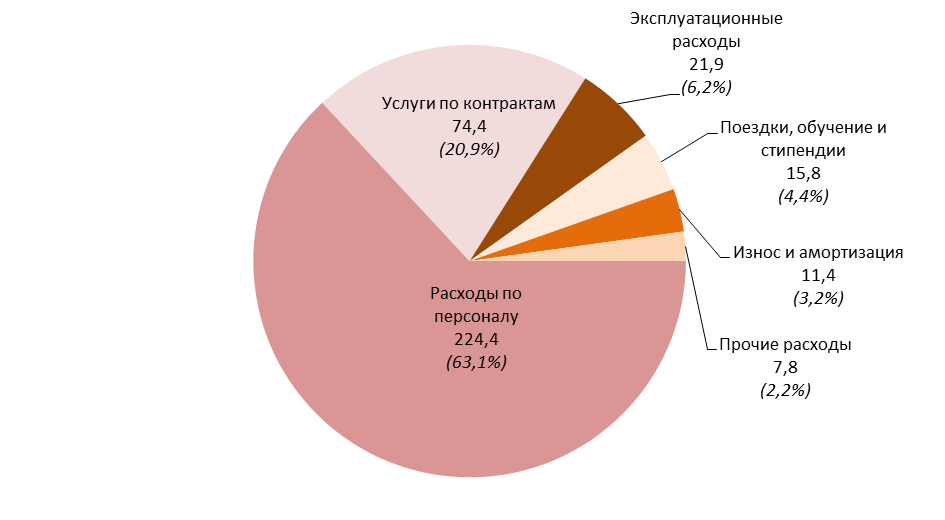 Эксплуатационные
расходы
21,9
(6,2%)
Услуги по контрактам
74,4
(20,9%)
Поездки, обучение и
стипендии
15,8
(4,4%)
Износ и амортизация
11,4
(3,2%)
Расходы по
персоналу
224,4
(63,1%)
Прочие расходы
7,8
(2,2%)